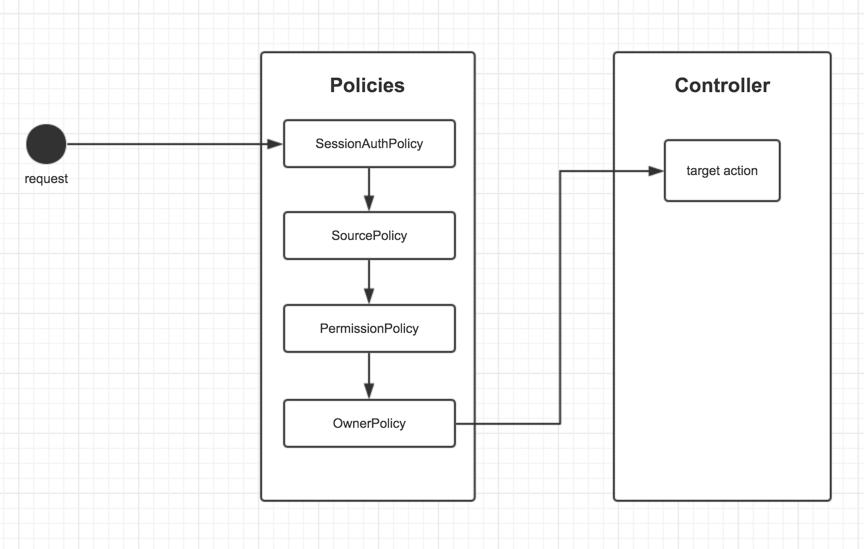 Policies
Controller
SessionAuthPolicy
request
target action
SourcePolicy
PermissionPolicy
OwnerPolicy